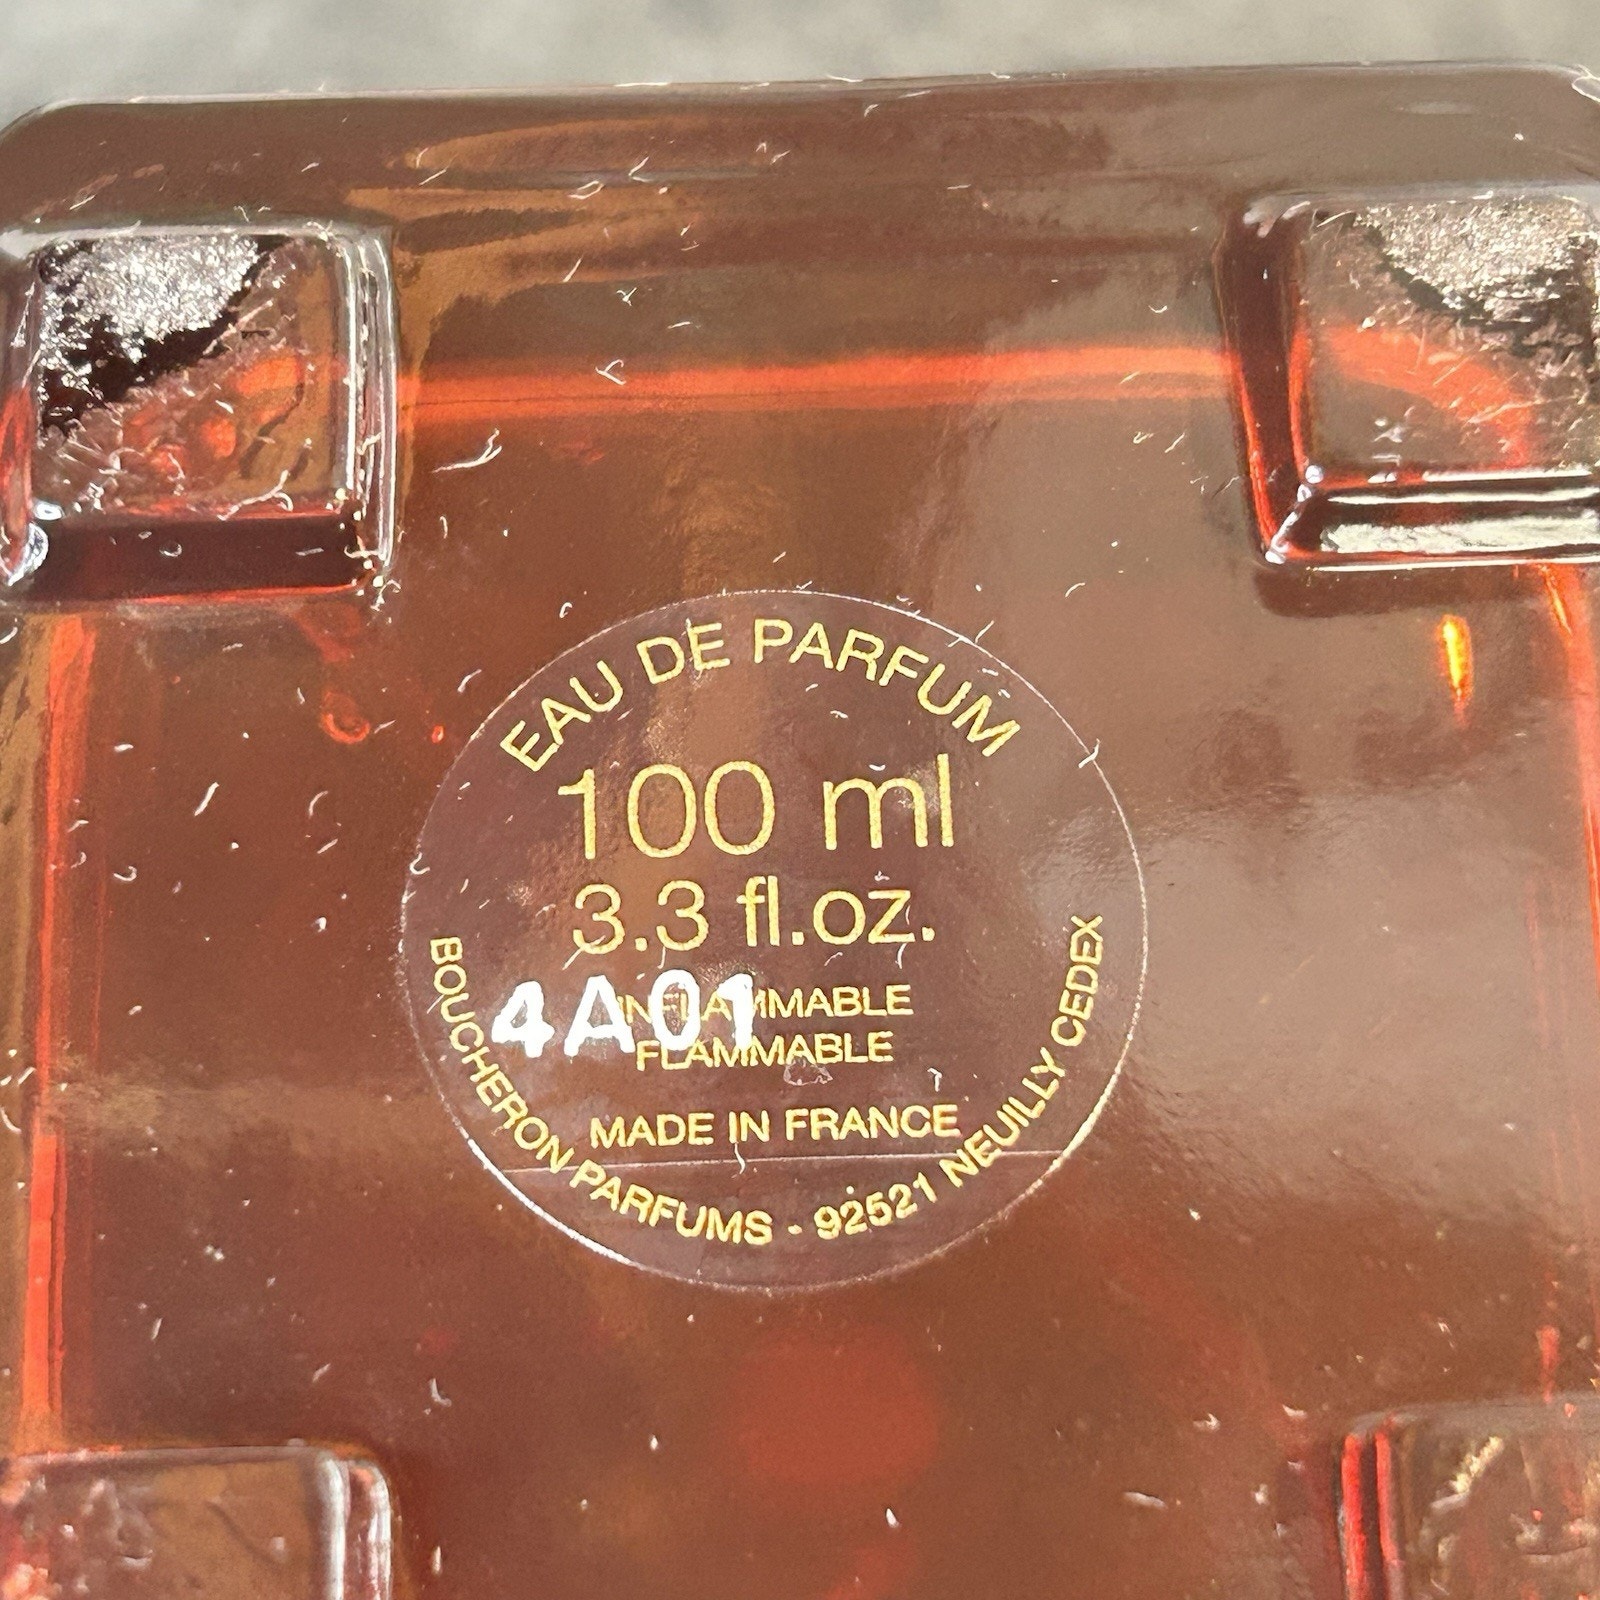 EAU DE PARFUM
100 ml
3.3 fl.oz.
4A01
INFLAMMABLE
FLAMMABLE
MADE IN FRANCE
BOUCHERON PARFUMS - 92521 NEUILLY CEDEX